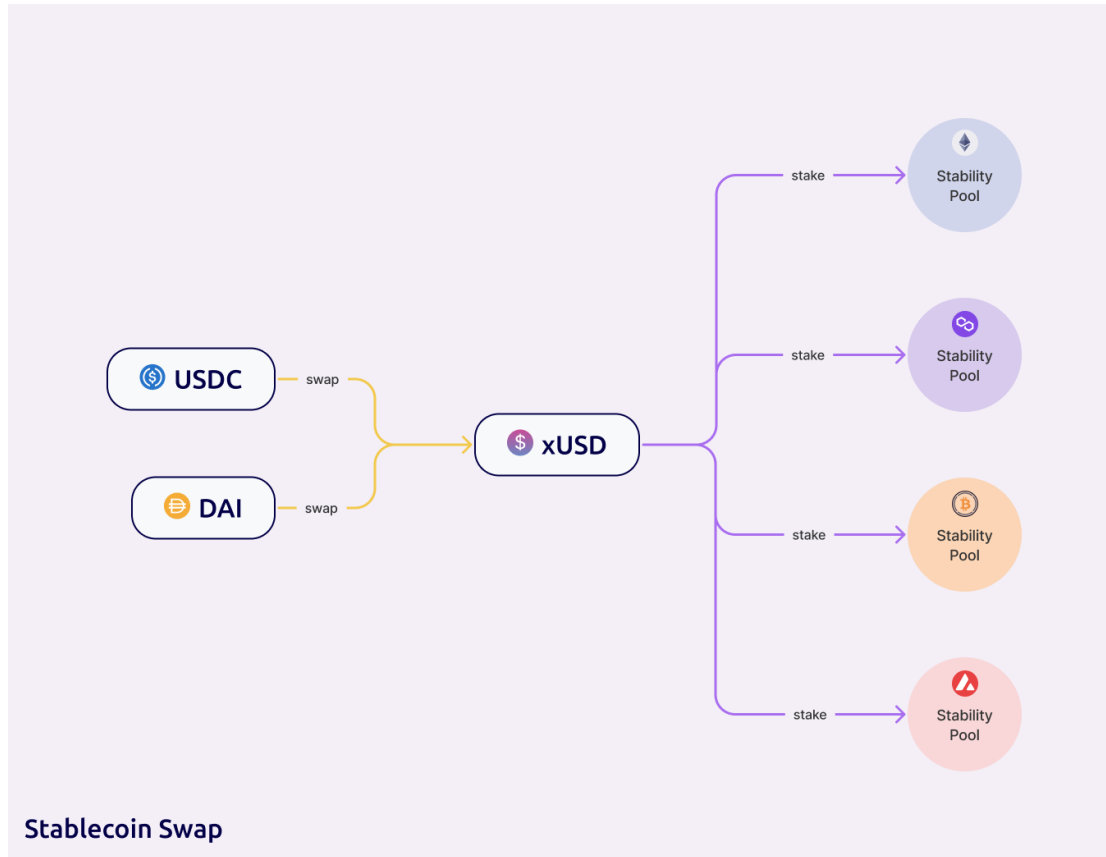 stake
Stability
Pool
stake
Stability
Pool
USDC
swap
xUSD
DAI
swap
stake
Stability
Pool
stake
Stability
Pool
Stablecoin Swap